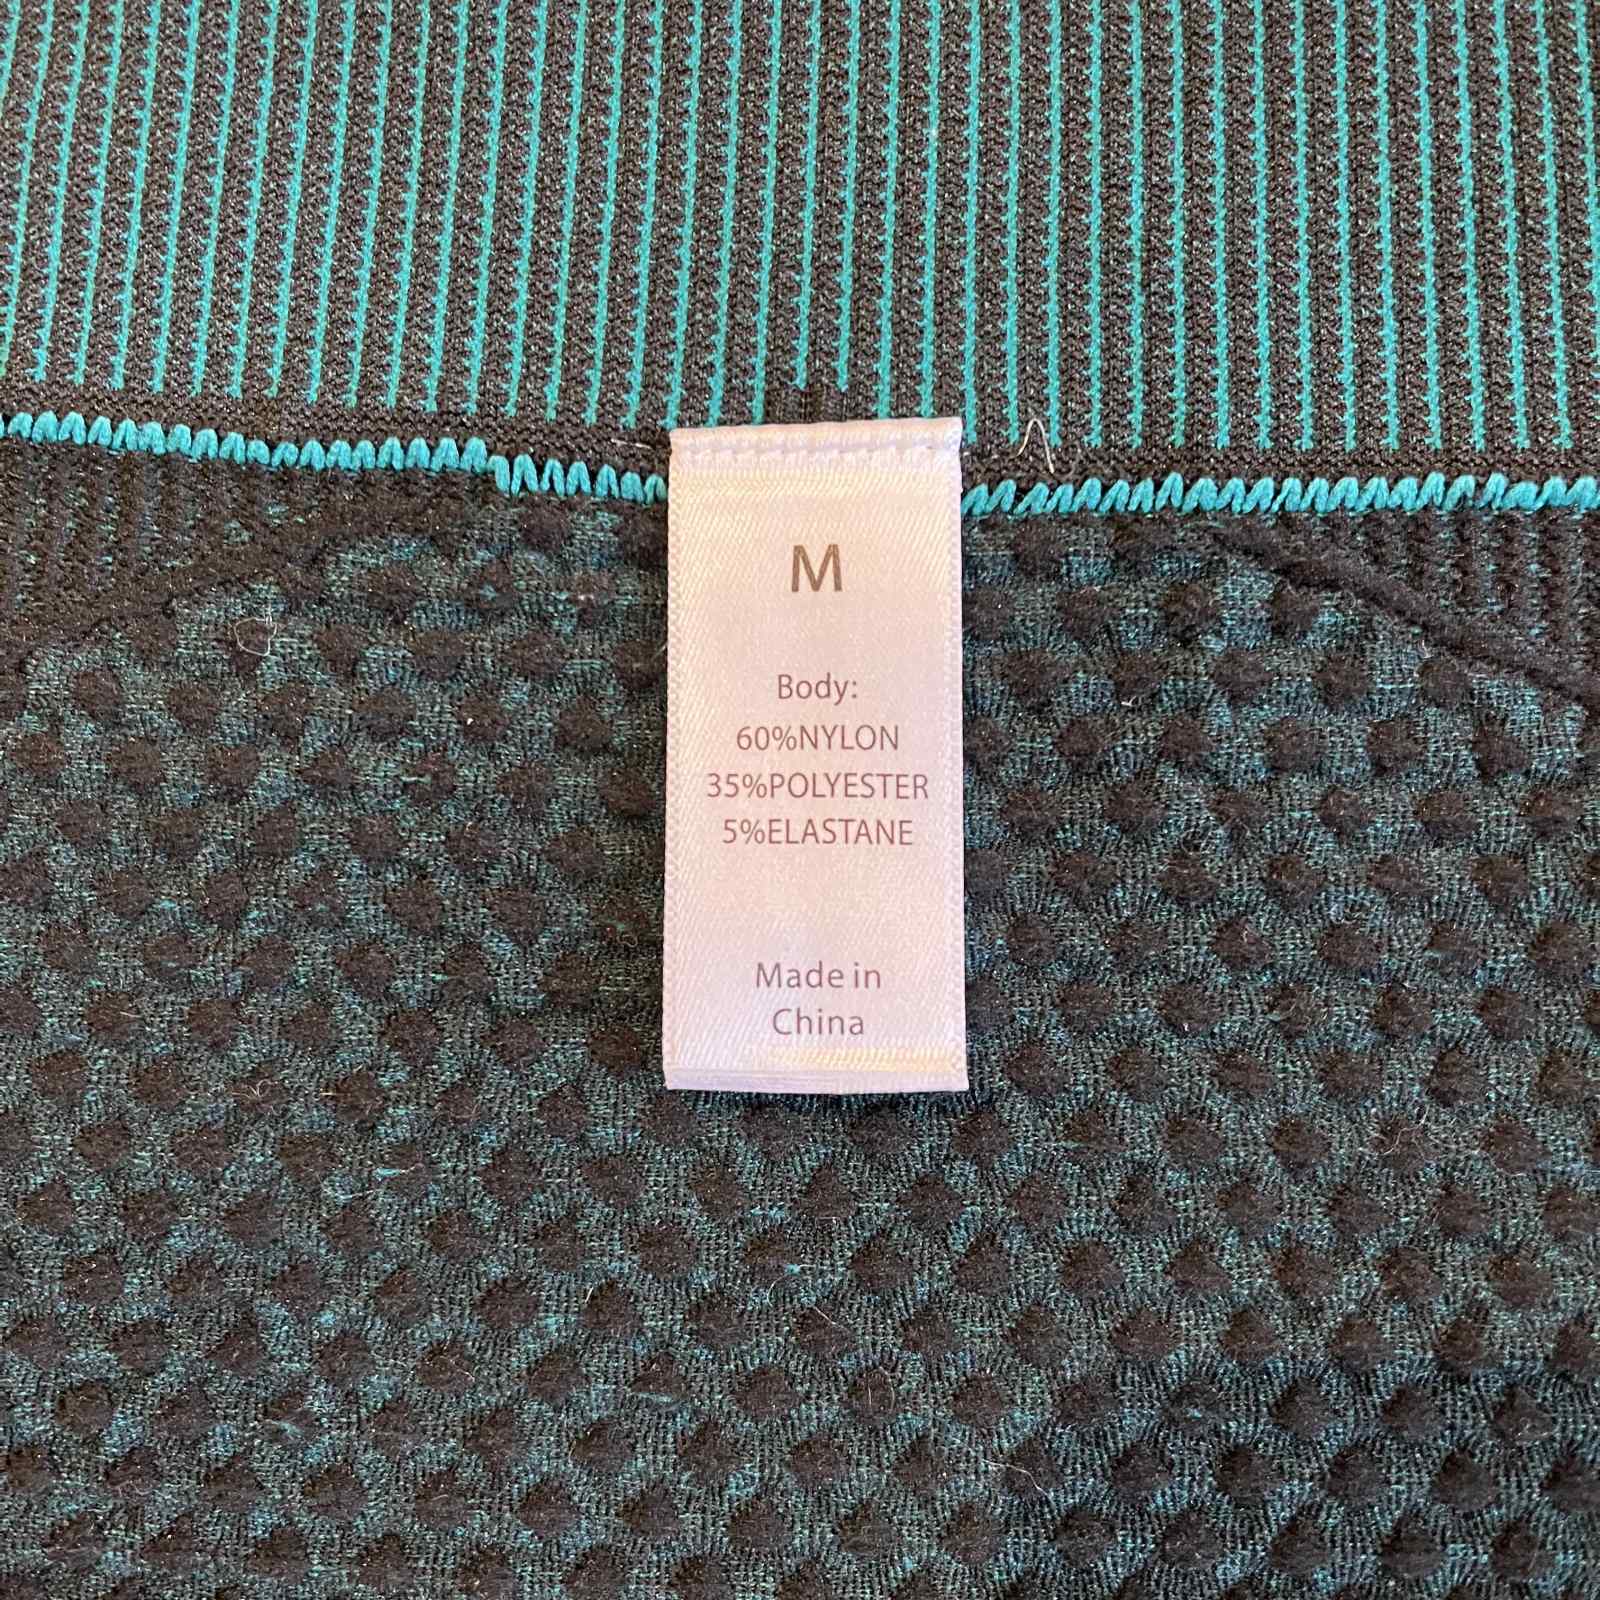 M
Body:
60%NYLON
35%POLYESTER
5%ELASTANE
Made in
China